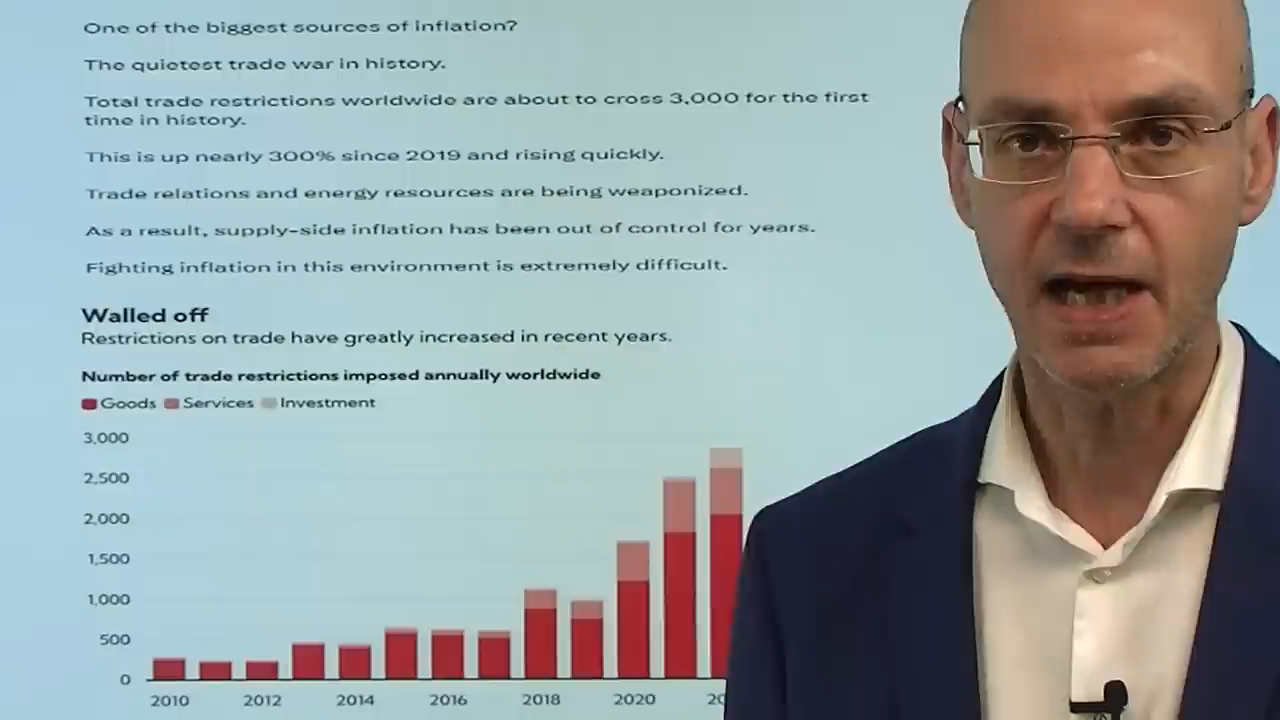 One of the biggest sources of inflation?
The quietest trade war in history.
Total trade restrictions worldwide are about to cross 3,000 for the first
time in history.
This is up nearly 300% since 2019 and rising quickly.
Trade relations and energy resources are being weaponized.
As a result, supply-side inflation has been out of control for years.
Fighting inflation in this environment is extremely difficult.
Walled off
Restrictions on trade have greatly increased in recent years.
Number of trade restrictions imposed annually worldwide
Goods Services Investment
3,000
2,500
2,000
1,500
1,000
500
0
2010 2012 2014 2016 2018 2020